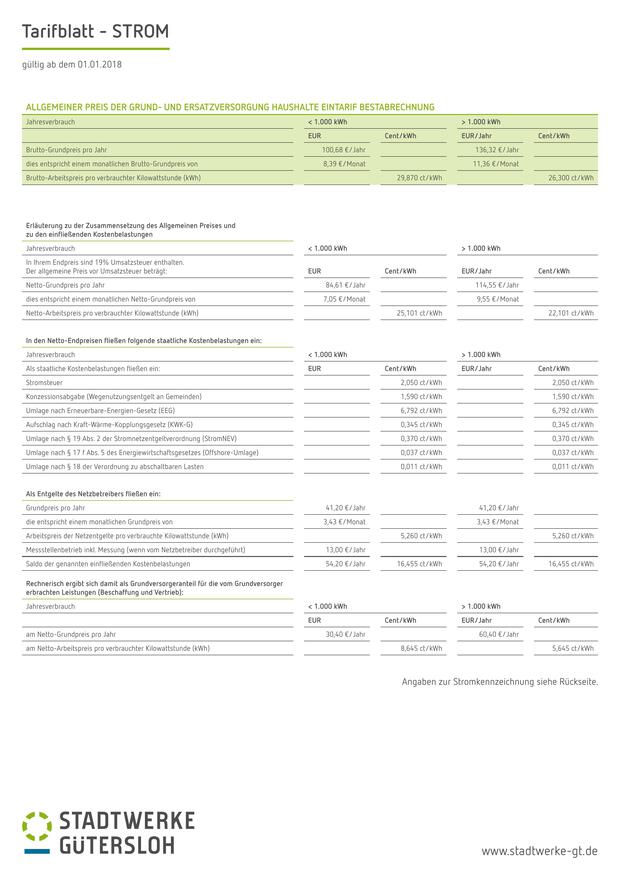 Tarifblatt - STROM
gültig ab dem 01.01.2018
ALLGEMEINER PREIS DER GRUND- UND ERSATZVERSORGUNG HAUSHALTE EINTARIF BESTABRECHNUNG
Jahresverbrauch < 1.000 kWh > 1.000 kWh
EUR Cent/kWh EUR/Jahr Cent/kWh
Brutto-Grundpreis pro Jahr 100,68 €/Jahr 136,32 €/Jahr
dies entspricht einem monatlichen Brutto-Grundpreis von 8,39 €/Monat 11,36 €/Monat
Brutto-Arbeitspreis pro verbrauchter Kilowattstunde (kWh) 29,870 ct/kWh 26,300 ct/kWh
Erläuterung zu der Zusammensetzung des Allgemeinen Preises und
zu den einfließenden Kostenbelastungen
Jahresverbrauch < 1.000 kWh > 1.000 kWh
In Ihrem Endpreis sind 19% Umsatzsteuer enthalten.
Der allgemeine Preis vor Umsatzsteuer beträgt: EUR Cent/kWh EUR/Jahr Cent/kWh
Netto-Grundpreis pro Jahr 84,61 €/Jahr 114,55 €/Jahr
dies entspricht einem monatlichen Netto-Grundpreis von 7,05 €/Monat 9,55 €/Monat
Netto-Arbeitspreis pro verbrauchter Kilowattstunde (kWh) 25,101 ct/kWh 22,101 ct/kWh
In den Netto-Endpreisen fließen folgende staatliche Kostenbelastungen ein:
Jahresverbrauch < 1.000 kWh > 1.000 kWh
Als staatliche Kostenbelastungen fließen ein: EUR Cent/kWh EUR/Jahr Cent/kWh
Stromsteuer 2,050 ct/kWh 2,050 ct/kWh
Konzessionsabgabe (Wegenutzungsentgelt an Gemeinden) 1,590 ct/kWh 1,590 ct/kWh
Umlage nach Erneuerbare-Energien-Gesetz (EEG) 6,792 ct/kWh 6,792 ct/kWh
Aufschlag nach Kraft-Wärme-Kopplungsgesetz (KWK-G) 0,345 ct/kWh 0,345 ct/kWh
Umlage nach § 19 Abs. 2 der Stromnetzentgeltverordnung (StromNEV) 0,370 ct/kWh 0,370 ct/kWh
Umlage nach § 17 f Abs. 5 des Energiewirtschaftsgesetzes (Offshore-Umlage) 0,037 ct/kWh 0,037 ct/kWh
Umlage nach § 18 der Verordnung zu abschaltbaren Lasten 0,011 ct/kWh 0,011 ct/kWh
Als Entgelte des Netzbetreibers fließen ein:
Grundpreis pro Jahr 41,20 €/Jahr 41,20 €/Jahr
die entspricht einem monatlichen Grundpreis von 3,43 €/Monat 3,43 €/Monat
Arbeitspreis der Netzentgelte pro verbrauchte Kilowattstunde (kWh) 5,260 ct/kWh 5,260 ct/kWh
Messstellenbetrieb inkl. Messung (wenn vom Netzbetreiber durchgeführt) 13,00 €/Jahr 13,00 €/Jahr
Saldo der genannten einfließenden Kostenbelastungen 54,20 €/Jahr 16,455 ct/kWh 54,20 €/Jahr 16,455 ct/kWh
Rechnerisch ergibt sich damit als Grundversorgeranteil für die vom Grundversorger
erbrachten Leistungen (Beschaffung und Vertrieb):
Jahresverbrauch < 1.000 kWh > 1.000 kWh
EUR Cent/kWh EUR/Jahr Cent/kWh
am Netto-Grundpreis pro Jahr 30,40 €/Jahr 60,40 €/Jahr
am Netto-Arbeitspreis pro verbrauchter Kilowattstunde (kWh) 8,645 ct/kWh 5,645 ct/kWh
Angaben zur Stromkennzeichnung siehe Rückseite.
STADTWERKE
GÜTERSLOH
www.stadtwerke-gt.de